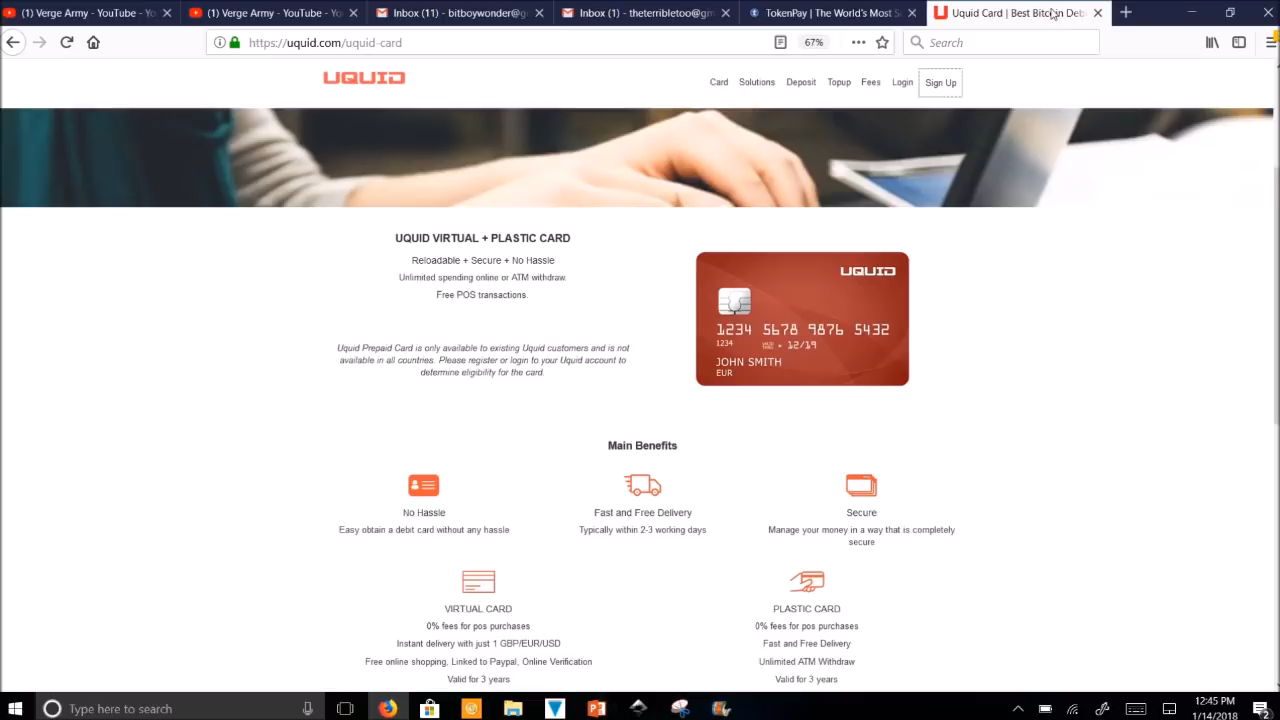 (1) Verge Army - YouTube - Yo
(1) Verge Army - YouTube - Yo
Inbox (11) - bitboywonder@g
Inbox (1) - theterribletoo@gm
TokenPay | The World's Most S
Uquid Card | Best Bitcoin Deb
https://uquid.com/uquid-card
67%
Search
UQUID
Card
Solutions
Deposit
Topup
Fees
Login
Sign Up
UQUID VIRTUAL + PLASTIC CARD
Reloadable + Secure + No Hassle
Unlimited spending online or ATM withdraw.
Free POS transactions.
Uquid Prepaid Card is only available to existing Uquid customers and is not
available in all countries. Please register or login to your Uquid account to
determine eligibility for the card.
UQUID
1234 5678 9876 5432
1234
12/19
JOHN SMITH
EUR
Main Benefits
No Hassle
Easy obtain a debit card without any hassle
Fast and Free Delivery
Typically within 2-3 working days
Secure
Manage your money in a way that is completely
secure
VIRTUAL CARD
0% fees for pos purchases
Instant delivery with just 1 GBP/EUR/USD
Free online shopping, Linked to Paypal, Online Verification
Valid for 3 years
PLASTIC CARD
0% fees for pos purchases
Fast and Free Delivery
Unlimited ATM Withdraw
Valid for 3 years
Type here to search
12:45 PM
1/14/2018
2